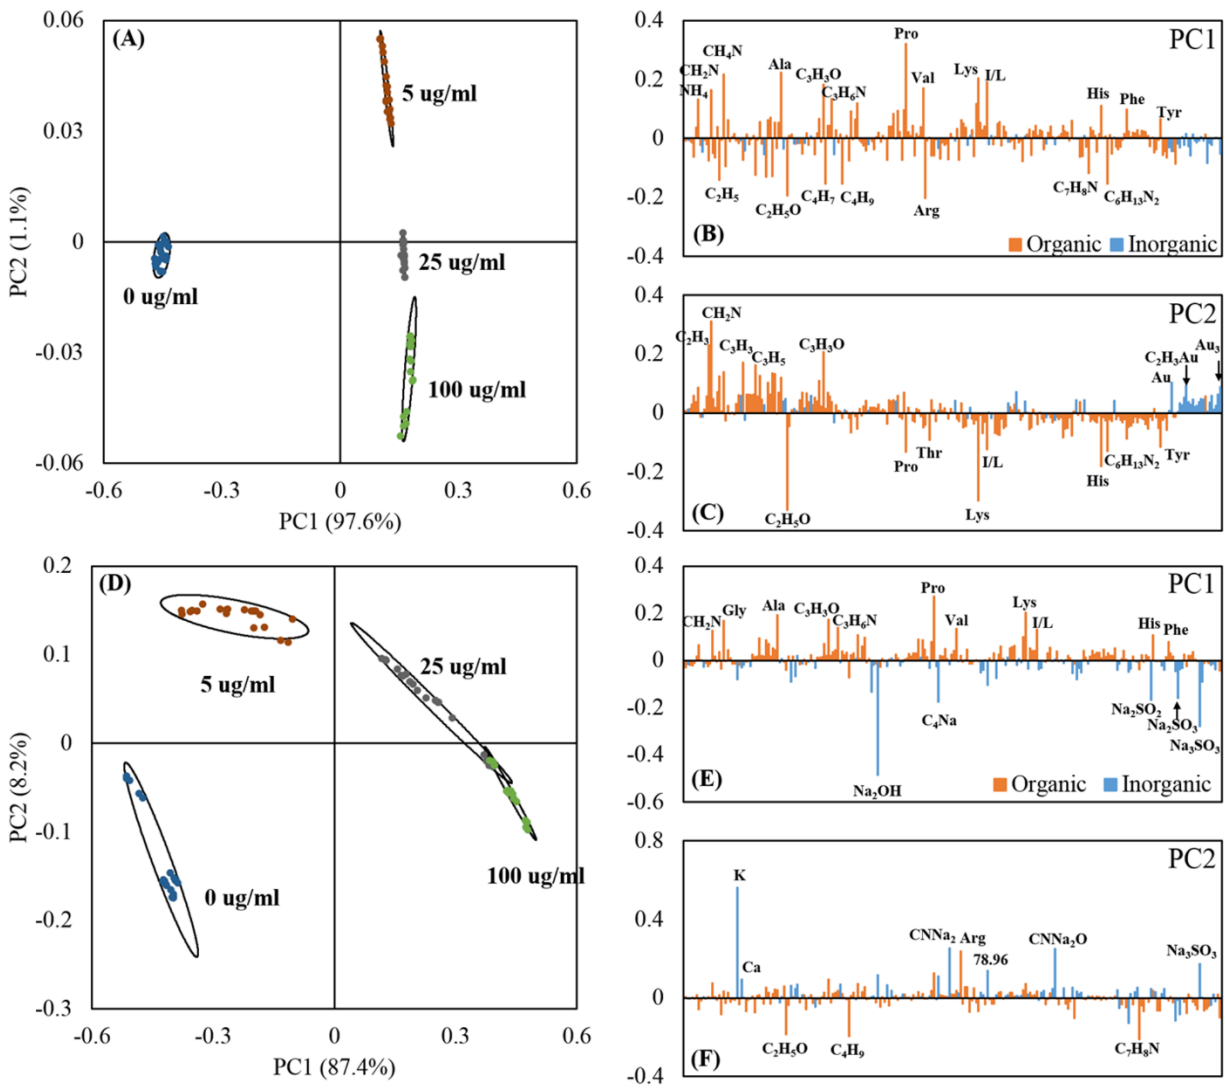 (A)
0.06
0.03
0
-0.03
-0.06
PC2 (1.1%)
5 ug/ml
25 ug/ml
0 ug/ml
100 ug/ml
-0.6 -0.3 0 0.3 0.6
PC1 (97.6%)
PC1
0.4
0.2
0
-0.2
-0.4
CH₄N
CH₂N
NH₄
Ala
C₃H₃O
C₃H₆N
Pro
Val
Lys
I/L
His
Phe
Tyr
C₂H₅
C₂H₅O
C₄H₇
C₄H₉
Arg
C₇H₈N
C₆H₁₃N₂
(B)
Organic Inorganic
PC2
0.4
0.2
0
-0.2
-0.4
CH₂N
C₂H₃
C₃H₃
C₃H₅
C₃H₃O
Au
C₂H₃Au
Au₃
C₂H₅O
Pro
Thr
Lys
I/L
His
C₆H₁₃N₂
Tyr
(C)
(D)
0.2
0.1
0
-0.1
-0.2
-0.3
PC2 (8.2%)
5 ug/ml
25 ug/ml
0 ug/ml
100 ug/ml
-0.6 -0.3 0 0.3 0.6
PC1 (87.4%)
PC1
0.4
0.2
0
-0.2
-0.4
-0.6
CH₂N
Gly
Ala
C₃H₃O
C₃H₆N
Pro
Val
Lys
I/L
His
Phe
Na₂OH
C₄Na
Na₂SO₂
Na₂SO₃
Na₃SO₃
(E)
Organic Inorganic
PC2
0.8
0.4
0
-0.4
K
Ca
CNNa₂
Arg
78.96
CNNa₂O
Na₃SO₃
C₂H₅O
C₄H₉
C₇H₈N
(F)